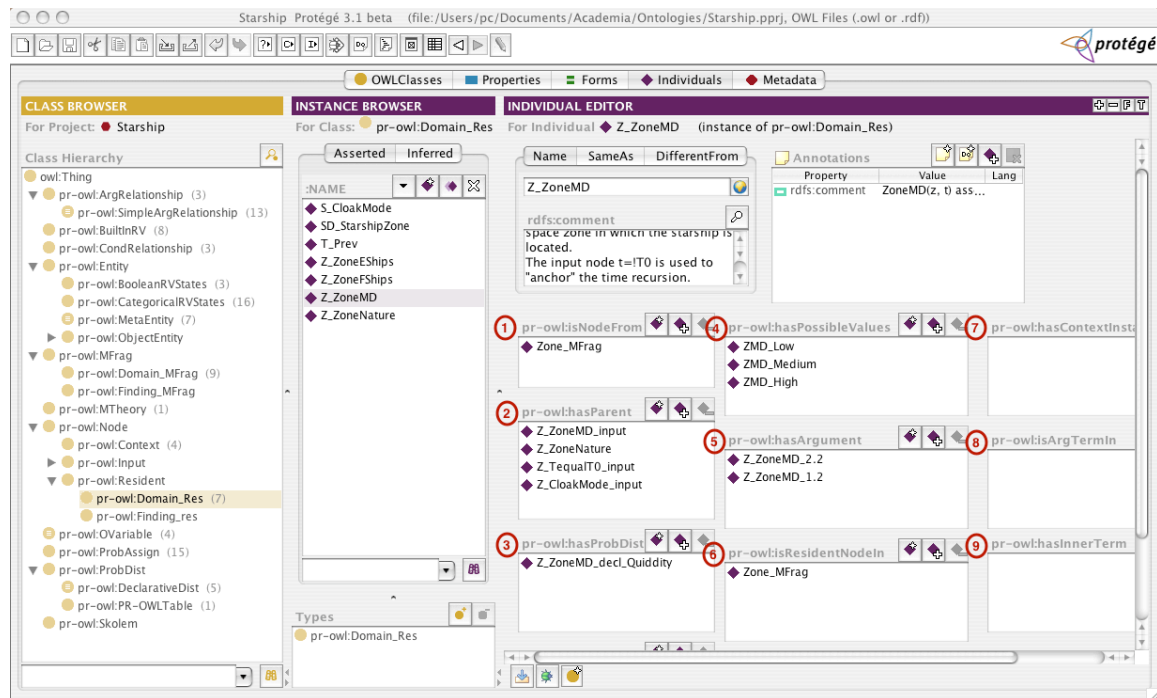 Starship Protégé 3.1 beta (file:/Users/pc/Documents/Academia/Ontologies/Starship.pprj, OWL Files (.owl or .rdf))
protégé
OWLClasses Properties Forms Individuals Metadata
CLASS BROWSER
For Project: Starship
Class Hierarchy
owl:Thing
pr-owl:ArgRelationship (3)
pr-owl:SimpleArgRelationship (13)
pr-owl:BuiltInRV (8)
pr-owl:CondRelationship (3)
pr-owl:Entity
pr-owl:BooleanRVStates (3)
pr-owl:CategoricalRVStates (16)
pr-owl:MetaEntity (7)
pr-owl:ObjectEntity
pr-owl:MFrag
pr-owl:Domain_MFrag (9)
pr-owl:Finding_MFrag
pr-owl:MTheory (1)
pr-owl:Node
pr-owl:Context (4)
pr-owl:Input
pr-owl:Resident
pr-owl:Domain_Res (7)
pr-owl:Finding_res
pr-owl:OVariable (4)
pr-owl:ProbAssign (15)
pr-owl:ProbDist
pr-owl:DeclarativeDist (5)
pr-owl:PR-OWLTable (1)
pr-owl:Skolem
INSTANCE BROWSER
For Class: pr-owl:Domain_Res
Asserted Inferred
:NAME
S_CloakMode
SD_StarshipZone
T_Prev
Z_ZoneEShips
Z_ZoneFShips
Z_ZoneMD
Z_ZoneNature
Types
pr-owl:Domain_Res
INDIVIDUAL EDITOR
For Individual Z_ZoneMD (instance of pr-owl:Domain_Res)
Name SameAs DifferentFrom
Z_ZoneMD
rdfs:comment
space zone in which the starship is
located.
The input node t=!T0 is used to
"anchor" the time recursion.
Annotations
Property Value Lang
rdfs:comment ZoneMD(z, t) ass...
1 pr-owl:isNodeFrom
Zone_MFrag
2 pr-owl:hasParent
Z_ZoneMD_input
Z_ZoneNature
Z_TequalT0_input
Z_CloakMode_input
3 pr-owl:hasProbDist
Z_ZoneMD_decl_Quiddity
4 pr-owl:hasPossibleValues
ZMD_Low
ZMD_Medium
ZMD_High
5 pr-owl:hasArgument
Z_ZoneMD_2.2
Z_ZoneMD_1.2
6 pr-owl:isResidentNodeIn
Zone_MFrag
7 pr-owl:hasContextInsta
8 pr-owl:isArgTermIn
9 pr-owl:hasInnerTerm